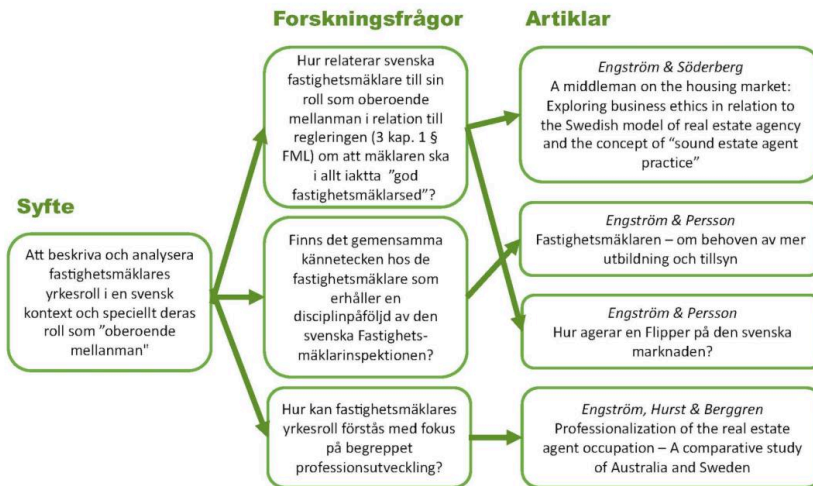 Syfte
Att beskriva och analysera
fastighetsmäklares
yrkesroll i en svensk
kontext och speciellt deras
roll som ”oberoende
mellanman"
Forskningsfrågor
Hur relaterar svenska
fastighetsmäklare till sin
roll som oberoende
mellanman i relation till
regleringen (3 kap. 1 §
FML) om att mäklaren ska
i allt iaktta ”god
fastighetsmäklarsed”?
Finns det gemensamma
kännetecken hos de
fastighetsmäklare som
erhåller en
disciplinpåföljd av den
svenska Fastighets-
mäklarinspektionen?
Hur kan fastighetsmäklares
yrkesroll förstås med fokus
på begreppet
professionsutveckling?
Artiklar
Engström & Söderberg
A middleman on the housing market:
Exploring business ethics in relation to
the Swedish model of real estate agency
and the concept of “sound estate agent
practice”
Engström & Persson
Fastighetsmäklaren – om behoven av mer
utbildning och tillsyn
Engström & Persson
Hur agerar en Flipper på den svenska
marknaden?
Engström, Hurst & Berggren
Professionalization of the real estate
agent occupation – A comparative study
of Australia and Sweden